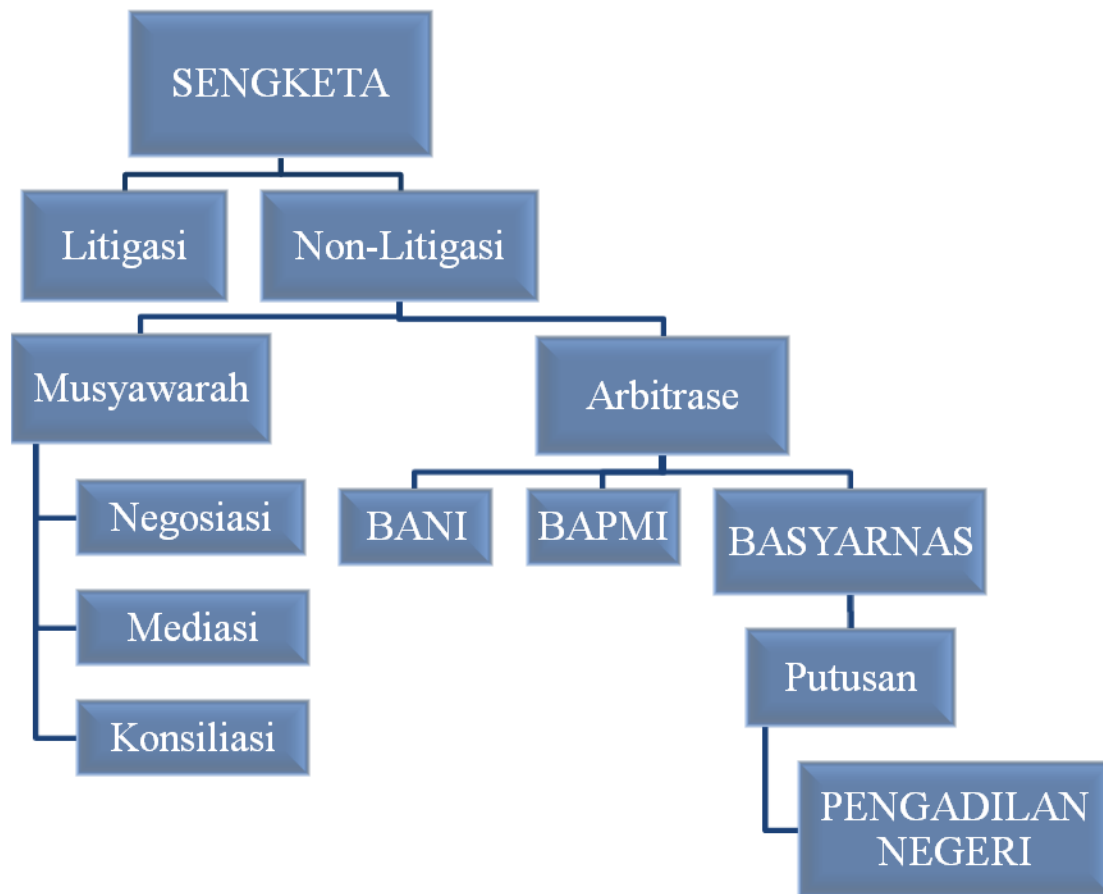 SENGKETA
Litigasi
Non-Litigasi
Musyawarah
Arbitrase
Negosiasi
Mediasi
Konsiliasi
BANI
BAPMI
BASYARNAS
Putusan
PENGADILAN
NEGERI